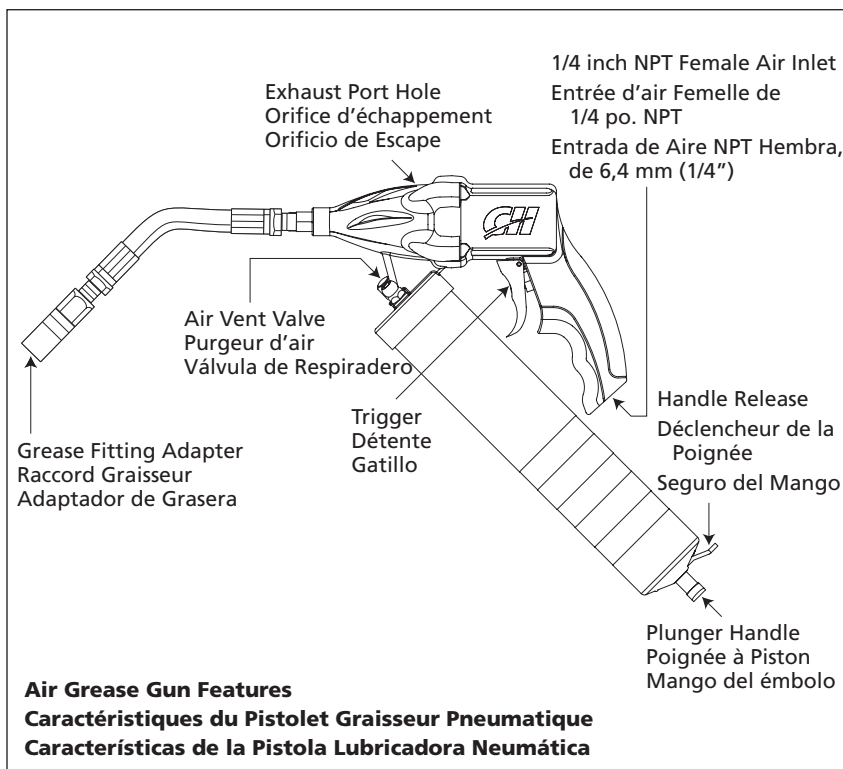 1/4 inch NPT Female Air Inlet
Entrée d'air Femelle de
1/4 po. NPT
Entrada de Aire NPT Hembra,
de 6,4 mm (1/4”)
Exhaust Port Hole
Orifice d'échappement
Orificio de Escape
CH
Air Vent Valve
Purgeur d'air
Válvula de Respiradero
Trigger
Détente
Gatillo
Handle Release
Déclencheur de la
Poignée
Seguro del Mango
Grease Fitting Adapter
Raccord Graisseur
Adaptador de Grasera
Plunger Handle
Poignée à Piston
Mango del émbolo
Air Grease Gun Features
Caractéristiques du Pistolet Graisseur Pneumatique
Características de la Pistola Lubricadora Neumática